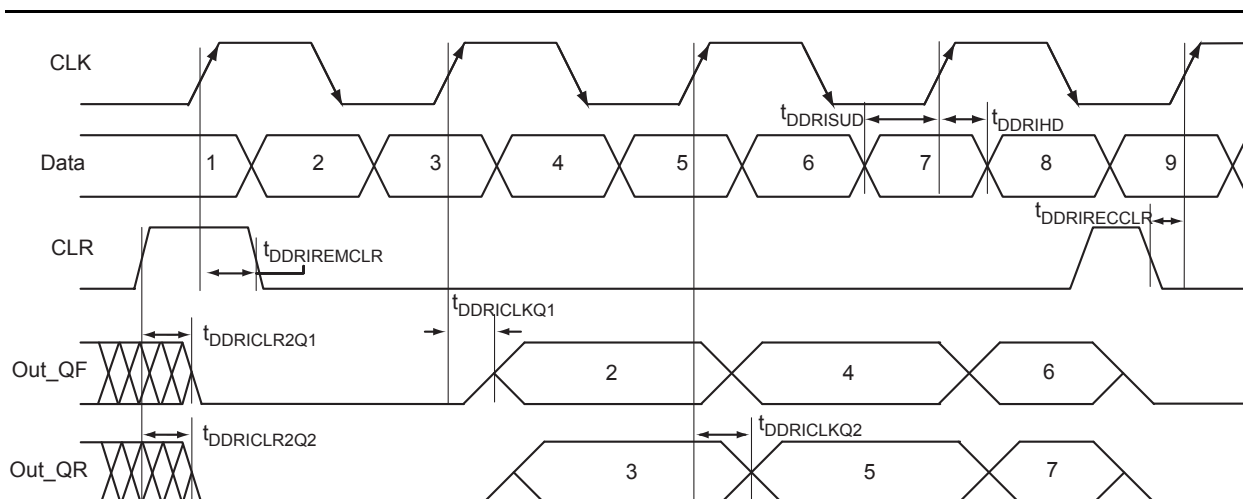 CLK
tDDRISUD
tDDRIHD
Data
1 2 3 4 5 6 7 8 9
tDDRIRECCLR
CLR
tDDRIREMCLR
tDDRICLKQ1
tDDRICLR2Q1
Out_QF
2 4 6
tDDRICLR2Q2
tDDRICLKQ2
Out_QR
3 5 7